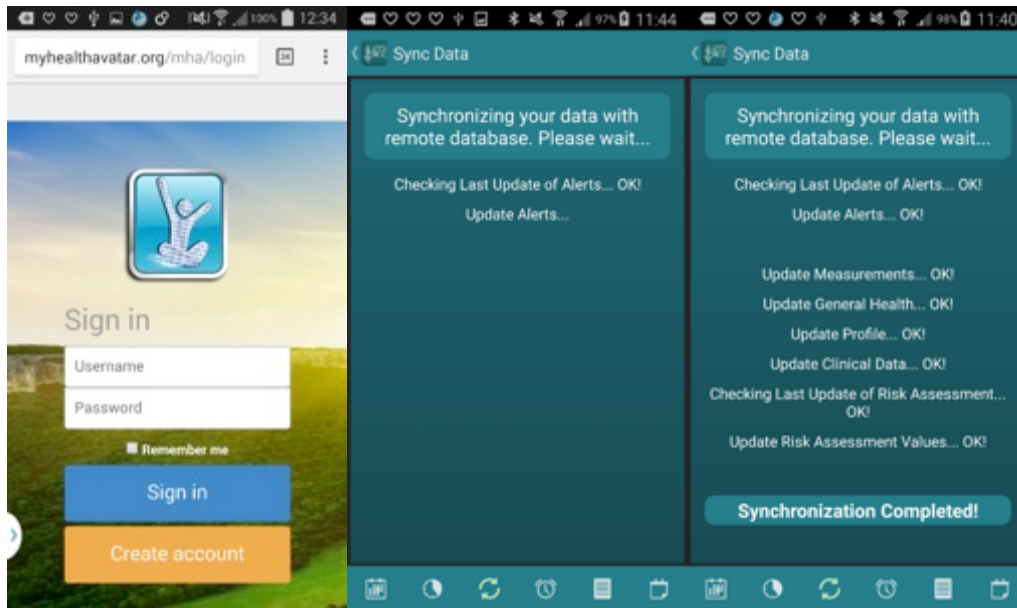 100% 12:34
myhealthavatar.org/mha/login
Sign in
Username
Password
Remember me
Sign in
Create account
97% 11:44
Sync Data
Synchronizing your data with
remote database. Please wait...
Checking Last Update of Alerts... OK!
Update Alerts...
98% 11:40
Sync Data
Synchronizing your data with
remote database. Please wait...
Checking Last Update of Alerts... OK!
Update Alerts... OK!
Update Measurements... OK!
Update General Health... OK!
Update Profile... OK!
Update Clinical Data... OK!
Checking Last Update of Risk Assessment...
OK!
Update Risk Assessment Values... OK!
Synchronization Completed!